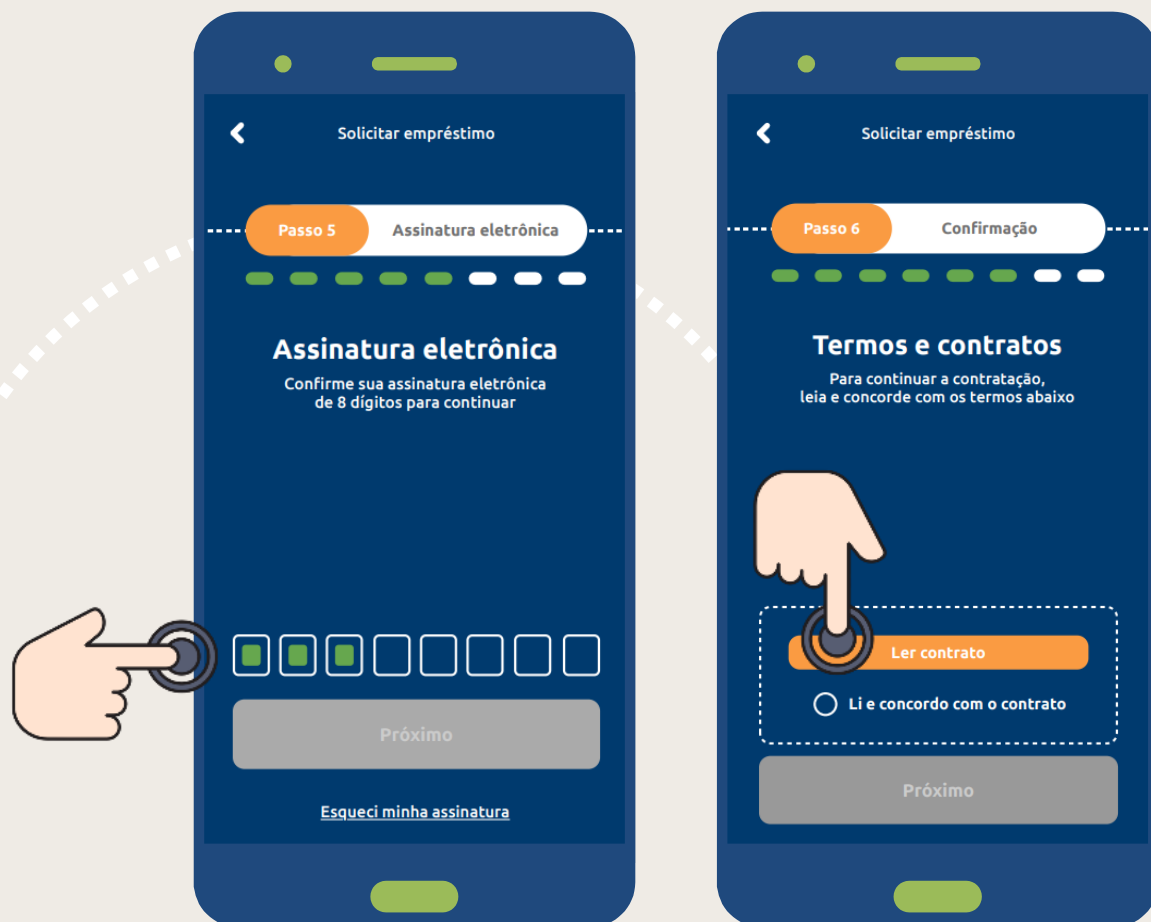 Solicitar empréstimo
Passo 5
Assinatura eletrônica
Assinatura eletrônica
Confirme sua assinatura eletrônica
de 8 dígitos para continuar
Próximo
Esqueci minha assinatura
Solicitar empréstimo
Passo 6
Confirmação
Termos e contratos
Para continuar a contratação,
leia e concorde com os termos abaixo
Ler contrato
Li e concordo com o contrato
Próximo